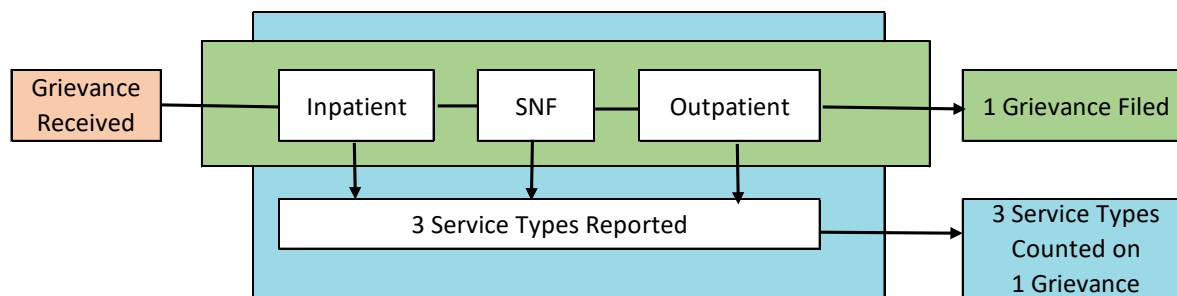 Grievance
Received
Inpatient
SNF
Outpatient
1 Grievance Filed
3 Service Types Reported
3 Service Types
Counted on
1 Grievance